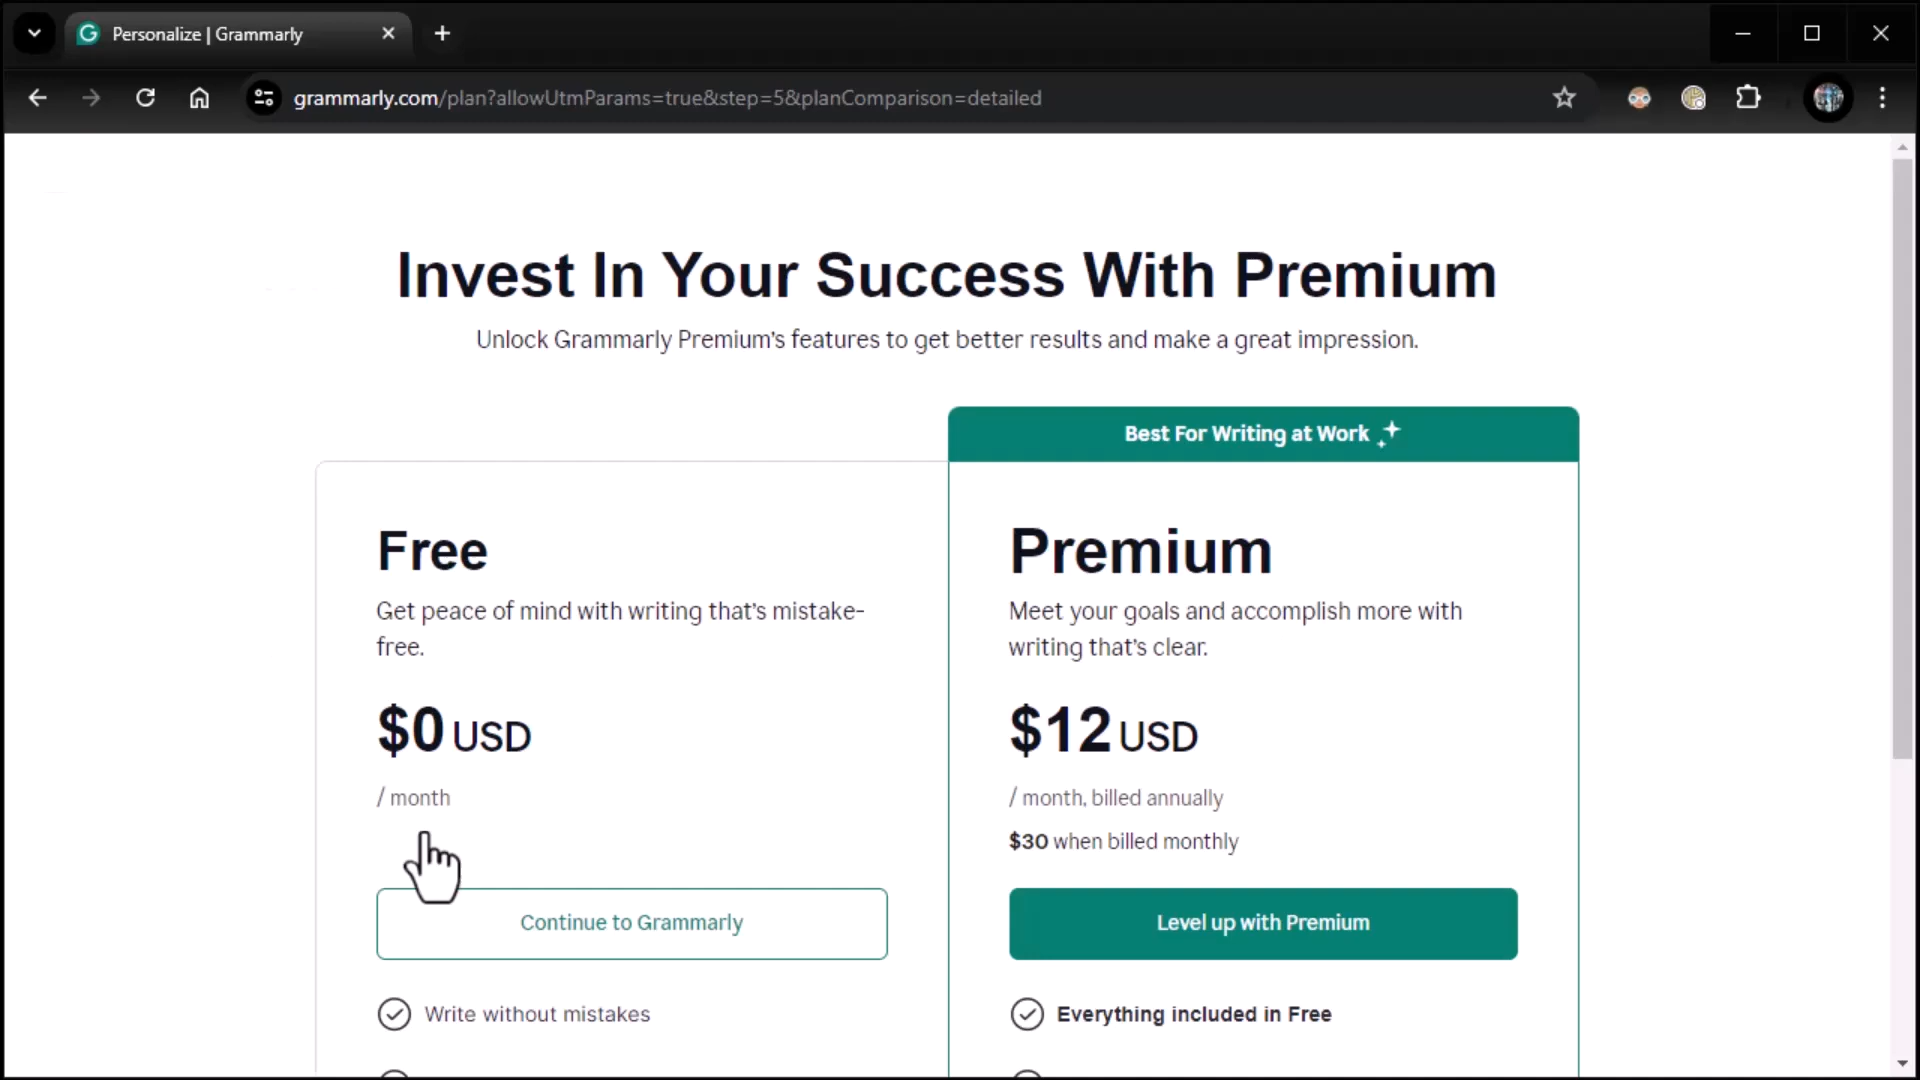 Personalize | Grammarly
grammarly.com/plan?allowUtmParams=true&step=5&planComparison=detailed
Invest In Your Success With Premium
Unlock Grammarly Premium's features to get better results and make a great impression.
Best For Writing at Work
Free
Get peace of mind with writing that's mistake-
free.
$0 USD
/ month
Continue to Grammarly
Write without mistakes
Premium
Meet your goals and accomplish more with
writing that's clear.
$12 USD
/ month, billed annually
$30 when billed monthly
Level up with Premium
Everything included in Free